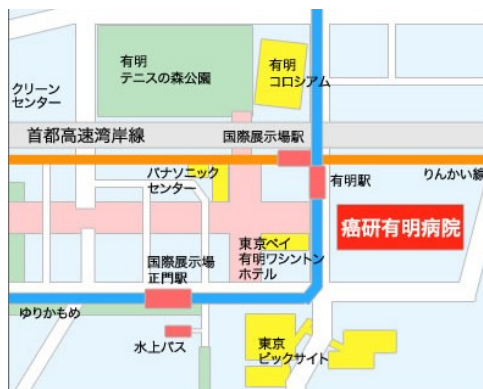 有明
テニスの森公園
有明
コロシアム
クリーン
センター
首都高速湾岸線
国際展示場駅
パナソニック
センター
有明駅
りんかい線
癌研有明病院
東京ベイ
有明ワシントン
ホテル
国際展示場
正門駅
ゆりかもめ
水上バス
東京
ビックサイト